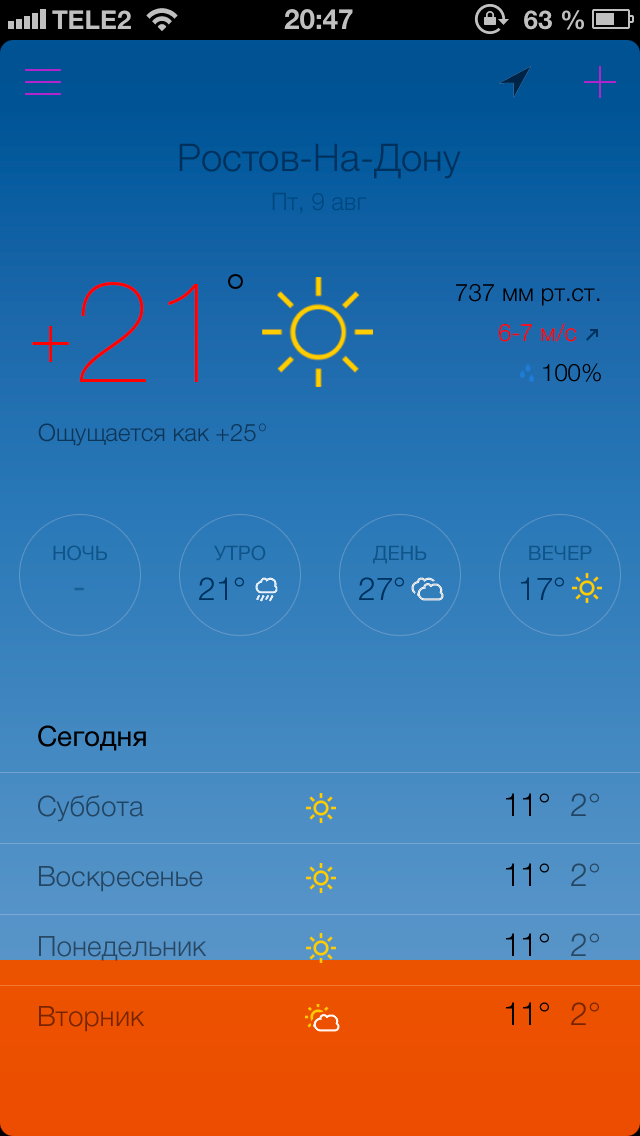 TELE2 20:47 63 %
Ростов-На-Дону
Пт, 9 авг
+21°
737 мм рт.ст.
6-7 м/с ↗
100%
Ощущается как +25°
НОЧЬ УТРО ДЕНЬ ВЕЧЕР
- 21° 27° 17°
Сегодня
Суббота 11° 2°
Воскресенье 11° 2°
Понедельник 11° 2°
Вторник 11° 2°